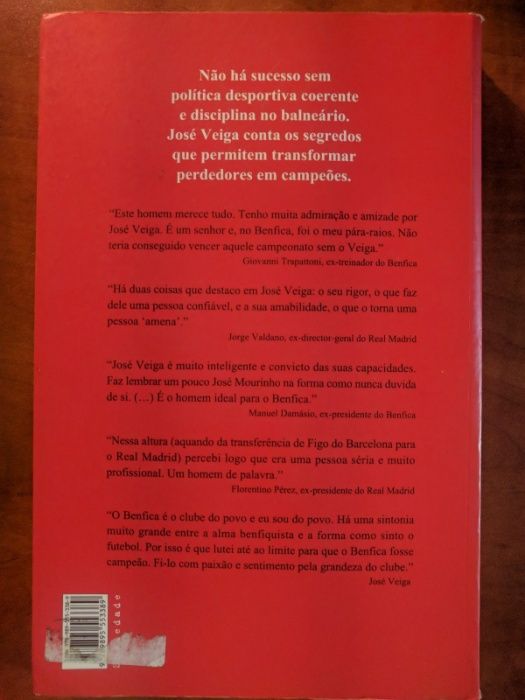 Não há sucesso sem
política desportiva coerente
e disciplina no balneário.
José Veiga conta os segredos
que permitem transformar
perdedores em campeões.
“Este homem merece tudo. Tenho muita admiração e amizade por
José Veiga. É um senhor e, no Benfica, foi o meu pára-raios. Não
teria conseguido vencer aquele campeonato sem o Veiga.”
Giovanni Trapattoni, ex-treinador do Benfica
“Há duas coisas que destaco em José Veiga: o seu rigor, o que faz
dele uma pessoa confiável, e a sua amabilidade, o que o torna uma
pessoa ‘amena’.”
Jorge Valdano, ex-director-geral do Real Madrid
“José Veiga é muito inteligente e convicto das suas capacidades.
Faz lembrar um pouco José Mourinho na forma como nunca duvida
de si. (...) É o homem ideal para o Benfica.”
Manuel Damásio, ex-presidente do Benfica
“Nessa altura (aquando da transferência de Figo do Barcelona para
o Real Madrid) percebi logo que era uma pessoa séria e muito
profissional. Um homem de palavra.”
Florentino Pérez, ex-presidente do Real Madrid
“O Benfica é o clube do povo e eu sou do povo. Há uma sintonia
muito grande entre a alma benfiquista e a forma como sinto o
futebol. Por isso é que lutei até ao limite para que o Benfica fosse
campeão. Fi-lo com paixão e sentimento pela grandeza do clube.”
José Veiga
edade